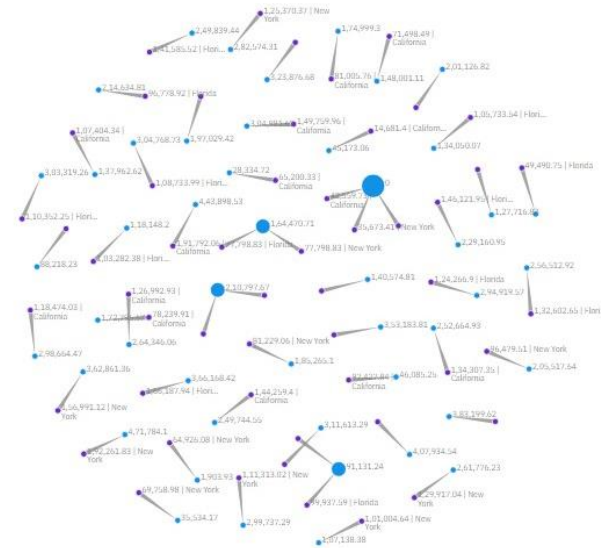 1,25,370.37 | New
York
2,49,839.44
1,41,585.52 | Flori...
2,82,574.31
1,74,999.3
71,498.49 |
California
3,23,876.68
81,005.76 |
California
1,48,001.11
2,01,126.82
2,14,634.81
96,778.92 | Florida
1,05,733.54 | Flori...
1,49,759.96 |
California
14,681.4 | Californ...
1,07,404.34 |
California
3,04,768.73
1,97,029.42
45,173.06
1,34,050.07
3,03,319.26
1,37,962.62
28,334.72
65,200.33 |
California
49,490.75 | Florida
1,08,733.99 | Flori...
0
California
1,46,121.95 | Flori...
4,43,898.53
1,27,716.82
1,10,352.25 | Flori...
1,18,148.2
1,64,470.71
35,673.41 | New York
1,91,792.06 |
California
77,798.83 | Florida
77,798.83 | New York
2,29,160.95
88,218.23
1,03,282.38 | Flori...
1,40,574.81
2,56,512.92
1,26,992.93 |
California
2,10,797.67
1,24,266.9 | Florida
2,94,919.57
1,18,474.03 |
California
78,239.91 |
California
1,32,602.65 | Flori
3,53,183.81
2,52,664.93
2,64,346.06
81,229.06 | New York
96,479.51 | New York
2,98,664.47
1,85,265.1
2,05,517.64
3,62,861.36
3,66,168.42
46,085.25
1,34,307.35 |
California
1,44,259.4 |
California
1,56,991.12 | New
York
2,49,744.55
3,83,199.62
4,71,784.1
64,926.08 | New York
3,11,613.29
1,92,261.83 | New
York
4,07,934.54
1,903.93
1,11,313.02 | New
York
91,131.24
2,61,776.23
69,758.98 | New York
99,937.59 | Florida
1,29,917.04 | New
York
35,534.17
2,99,737.29
1,01,004.64 | New
York
1,07,138.38